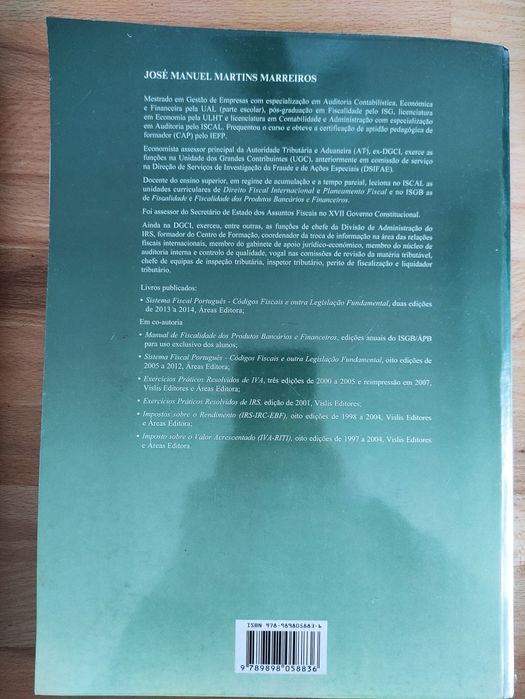 JOSÉ MANUEL MARTINS MARREIROS
Mestrado em Gestão de Empresas com especialização em Auditoria Contabilística, Económica
e Financeira pela UAL (parte escolar), pós-graduação em Fiscalidade pelo ISG, licenciatura
em Economia pela ULHT e licenciatura em Contabilidade e Administração com especialização
em Auditoria pelo ISCAL. Frequentou o curso e obteve a certificação de aptidão pedagógica de
formador (CAP) pelo IEFP.
Economista assessor principal da Autoridade Tributária e Aduaneira (AT), ex-DGCI, exerce as
funções na Unidade dos Grandes Contribuintes (UGC), anteriormente em comissão de serviço
na Direção de Serviços de Investigação da Fraude e de Ações Especiais (DSIFAE).
Docente do ensino superior, em regime de acumulação e a tempo parcial, leciona no ISCAL as
unidades curriculares de Direito Fiscal Internacional e Planeamento Fiscal e no ISGB as
de Fiscalidade e Fiscalidade dos Produtos Bancários e Financeiros.
Foi assessor do Secretário de Estado dos Assuntos Fiscais no XVII Governo Constitucional.
Ainda na DGCI, exerceu, entre outras, as funções de chefe da Divisão de Administração do
IRS, formador do Centro de Formação, coordenador da troca de informação na área das relações
fiscais internacionais, membro do gabinete de apoio jurídico-económico, membro do núcleo de
auditoria interna e controlo de qualidade, vogal nas comissões de revisão da matéria tributável,
chefe de equipas de inspeção tributária, inspetor tributário, perito de fiscalização e liquidador
tributário.
Livros publicados:
• Sistema Fiscal Português - Códigos Fiscais e outra Legislação Fundamental, duas edições
de 2013 a 2014, Áreas Editora;
Em co-autoria
• Manual de Fiscalidade dos Produtos Bancários e Financeiros, edições anuais do ISGB/APB
para uso exclusivo dos alunos;
• Sistema Fiscal Português - Códigos Fiscais e outra Legislação Fundamental, oito edições de
2005 a 2012, Áreas Editora;
• Exercícios Práticos Resolvidos de IVA, três edições de 2000 a 2005 e reimpressão em 2007,
Vislis Editores e Áreas Editora;
• Exercícios Práticos Resolvidos de IRS, edição de 2001, Vislis Editores;
• Impostos sobre o Rendimento (IRS-IRC-EBF), oito edições de 1998 a 2004, Vislis Editores
e Áreas Editora;
• Imposto sobre o Valor Acrescentado (IVA-RITI), oito edições de 1997 a 2004, Vislis Editores
e Áreas Editora.
ISBN 978-989805883-6
9 789898 058836